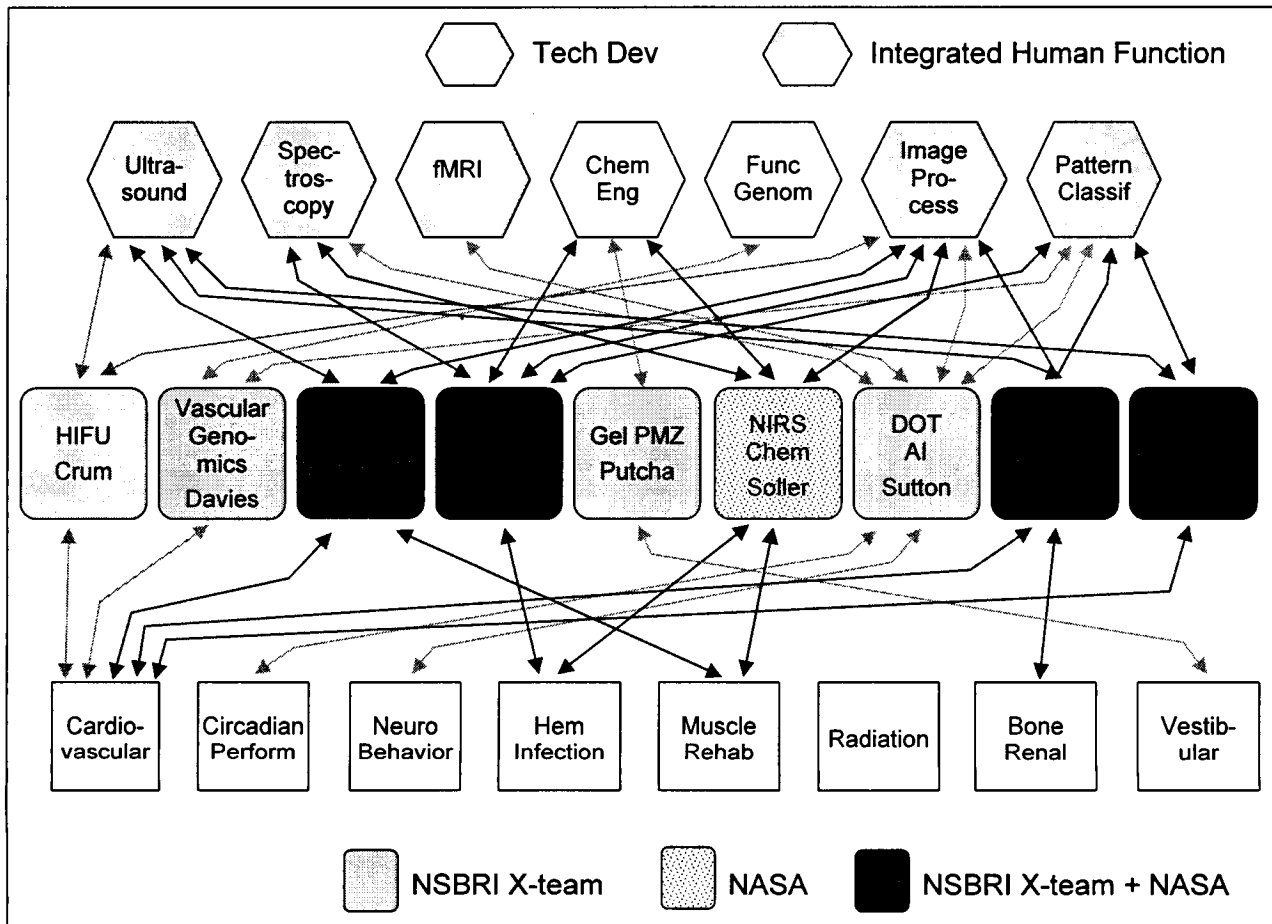 Tech Dev
Integrated Human Function
Ultra-
sound
Spec-
tros-
copy
fMRI
Chem
Eng
Func
Genom
Image
Pro-
cess
Pattern
Classif
HIFU
Crum
Vascular
Geno-
mics
Davies
Gel PMZ
Putcha
NIRS
Chem
Soller
DOT
AI
Sutton
Cardio-
vascular
Circadian
Perform
Neuro
Behavior
Hem
Infection
Muscle
Rehab
Radiation
Bone
Renal
Vestib-
ular
NSBRI X-team
NASA
NSBRI X-team + NASA